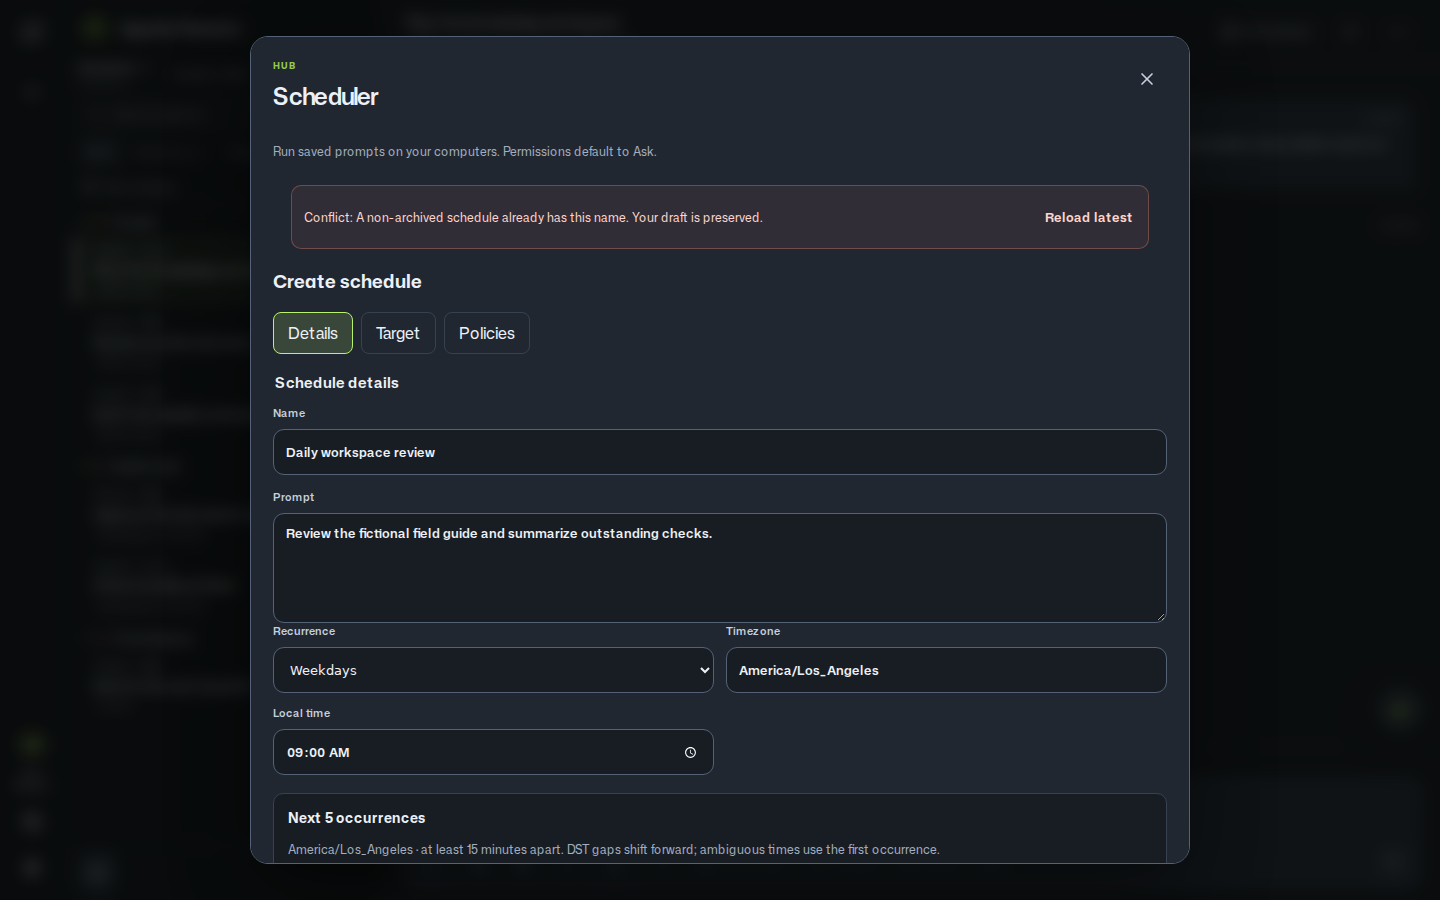 HUB
Scheduler
Run saved prompts on your computers. Permissions default to Ask.
Conflict: A non-archived schedule already has this name. Your draft is preserved.
Reload latest
Create schedule
Details
Target
Policies
Schedule details
Name
Daily workspace review
Prompt
Review the fictional field guide and summarize outstanding checks.
Recurrence
Timezone
Weekdays
America/Los_Angeles
Local time
09:00 AM
Next 5 occurrences
America/Los_Angeles · at least 15 minutes apart. DST gaps shift forward; ambiguous times use the first occurrence.